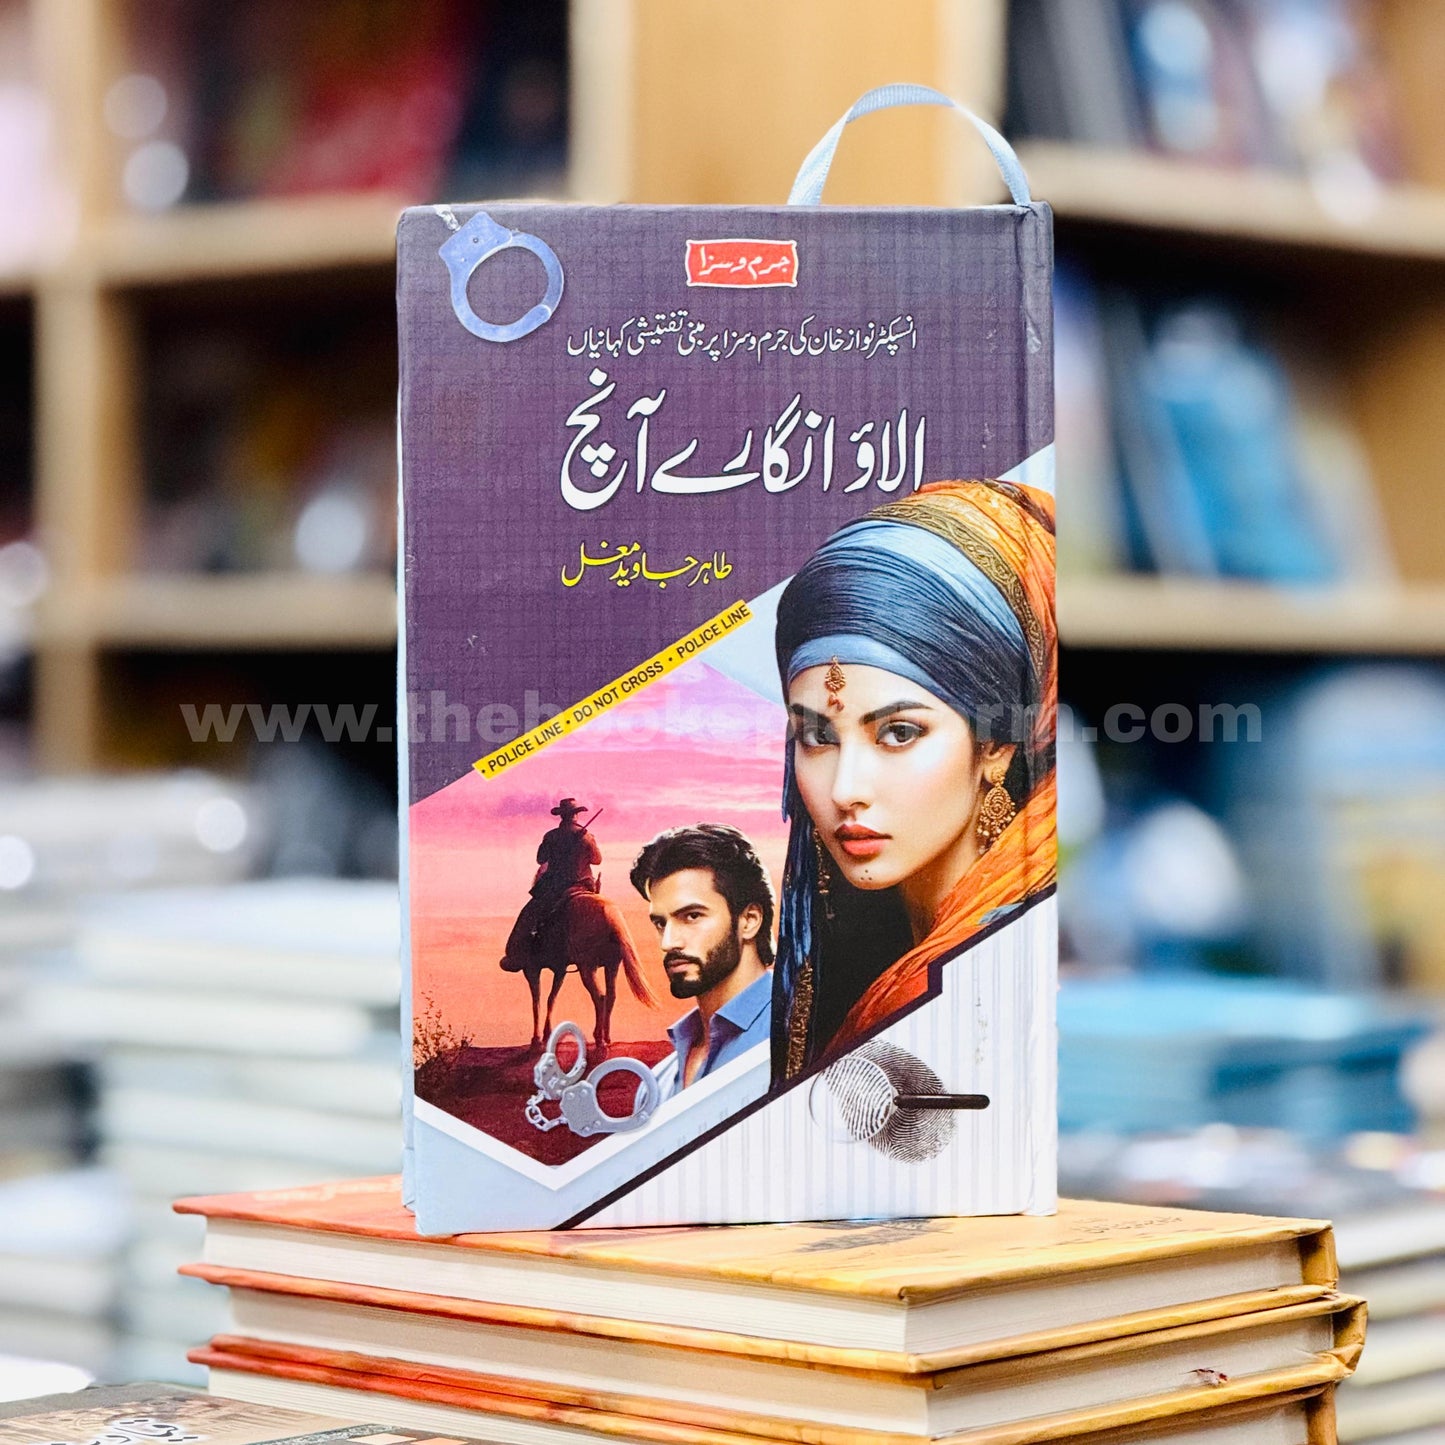 جرم و سزا
انسپکٹر نواز خان کی جرم و سزا پر مبنی تفتیشی کہانیاں
الاؤ انگارے آنچ
طاہر جاوید مغل
• POLICE LINE • DO NOT CROSS • POLICE LINE
www.thebooksplatform.com